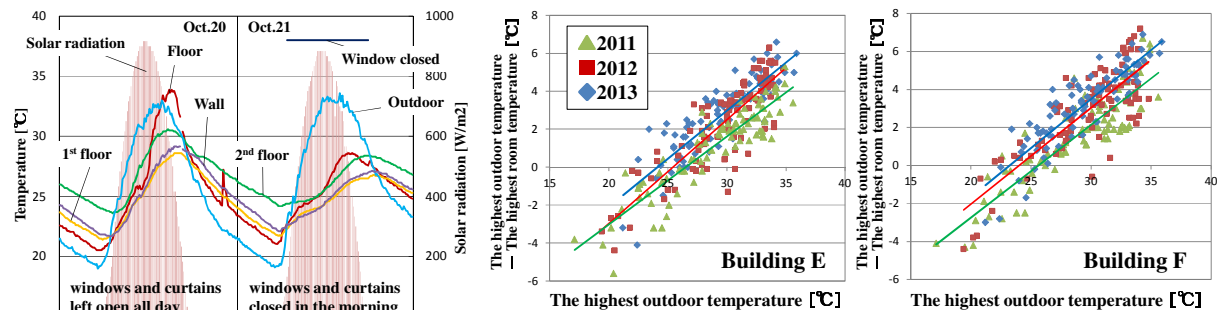 40
35
30
25
20
Temperature [℃]
Oct.20
Oct.21
Solar radiation
Floor
Wall
Window closed
Outdoor
1st floor
2nd floor
windows and curtains
left open all day
windows and curtains
closed in the morning
1000
800
600
400
200
Solar radiation [W/m2]
The highest outdoor temperature
— The highest room temperature [℃]
8
6
4
2
0
-2
-4
-6
15
20
25
30
35
40
2011
2012
2013
Building E
The highest outdoor temperature [℃]
The highest outdoor temperature
— The highest room temperature [℃]
8
6
4
2
0
-2
-4
-6
15
20
25
30
35
40
Building F
The highest outdoor temperature [℃]